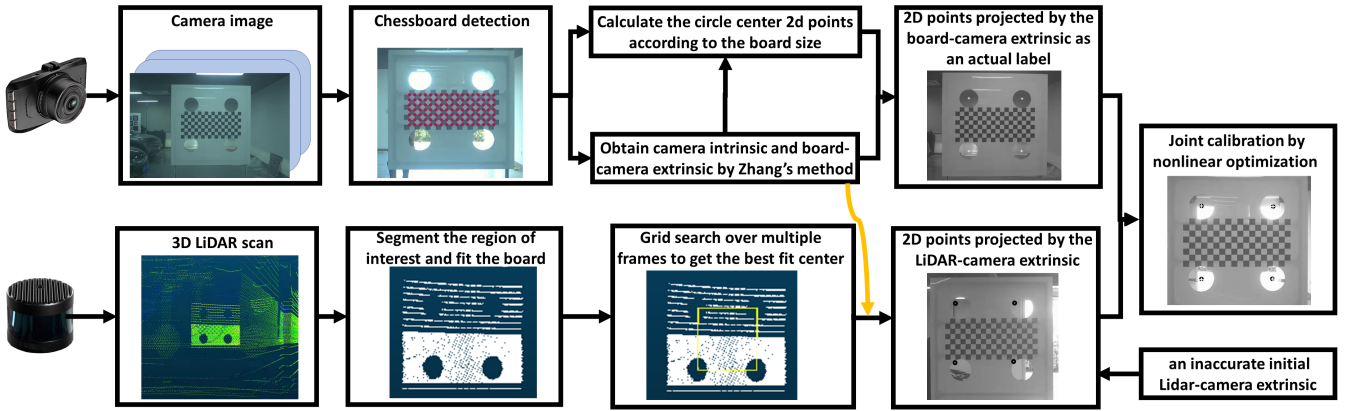 Camera image
Chessboard detection
Calculate the circle center 2d points
according to the board size
Obtain camera intrinsic and board-
camera extrinsic by Zhang's method
2D points projected by the
board-camera extrinsic as
an actual label
Joint calibration by
nonlinear optimization
3D LiDAR scan
Segment the region of
interest and fit the board
Grid search over multiple
frames to get the best fit center
2D points projected by the
LiDAR-camera extrinsic
an inaccurate initial
Lidar-camera extrinsic